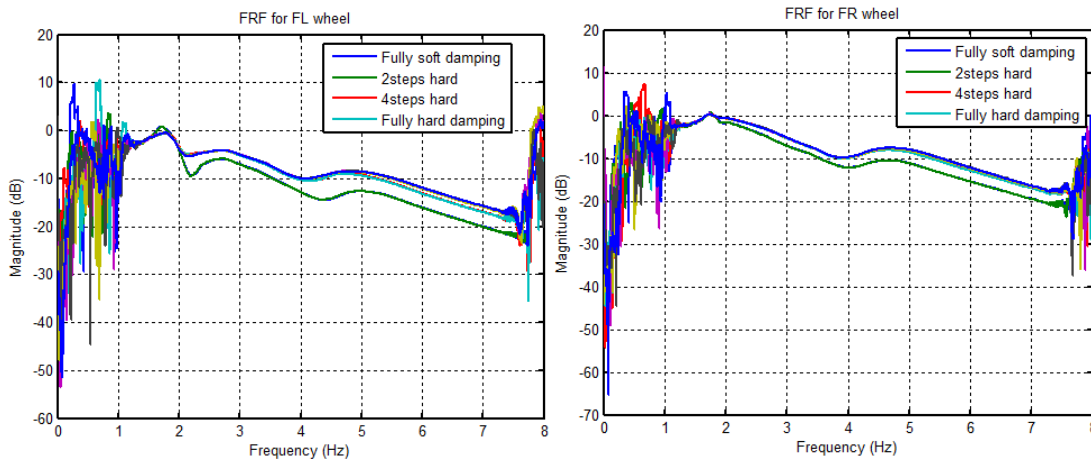 FRF for FL wheel
20
10
0
-10
-20
-30
-40
-50
-60
Magnitude (dB)
Fully soft damping
2steps hard
4steps hard
Fully hard damping
0 1 2 3 4 5 6 7 8
Frequency (Hz)
FRF for FR wheel
20
10
0
-10
-20
-30
-40
-50
-60
-70
Magnitude (dB)
Fully soft damping
2steps hard
4steps hard
Fully hard damping
0 1 2 3 4 5 6 7 8
Frequency (Hz)